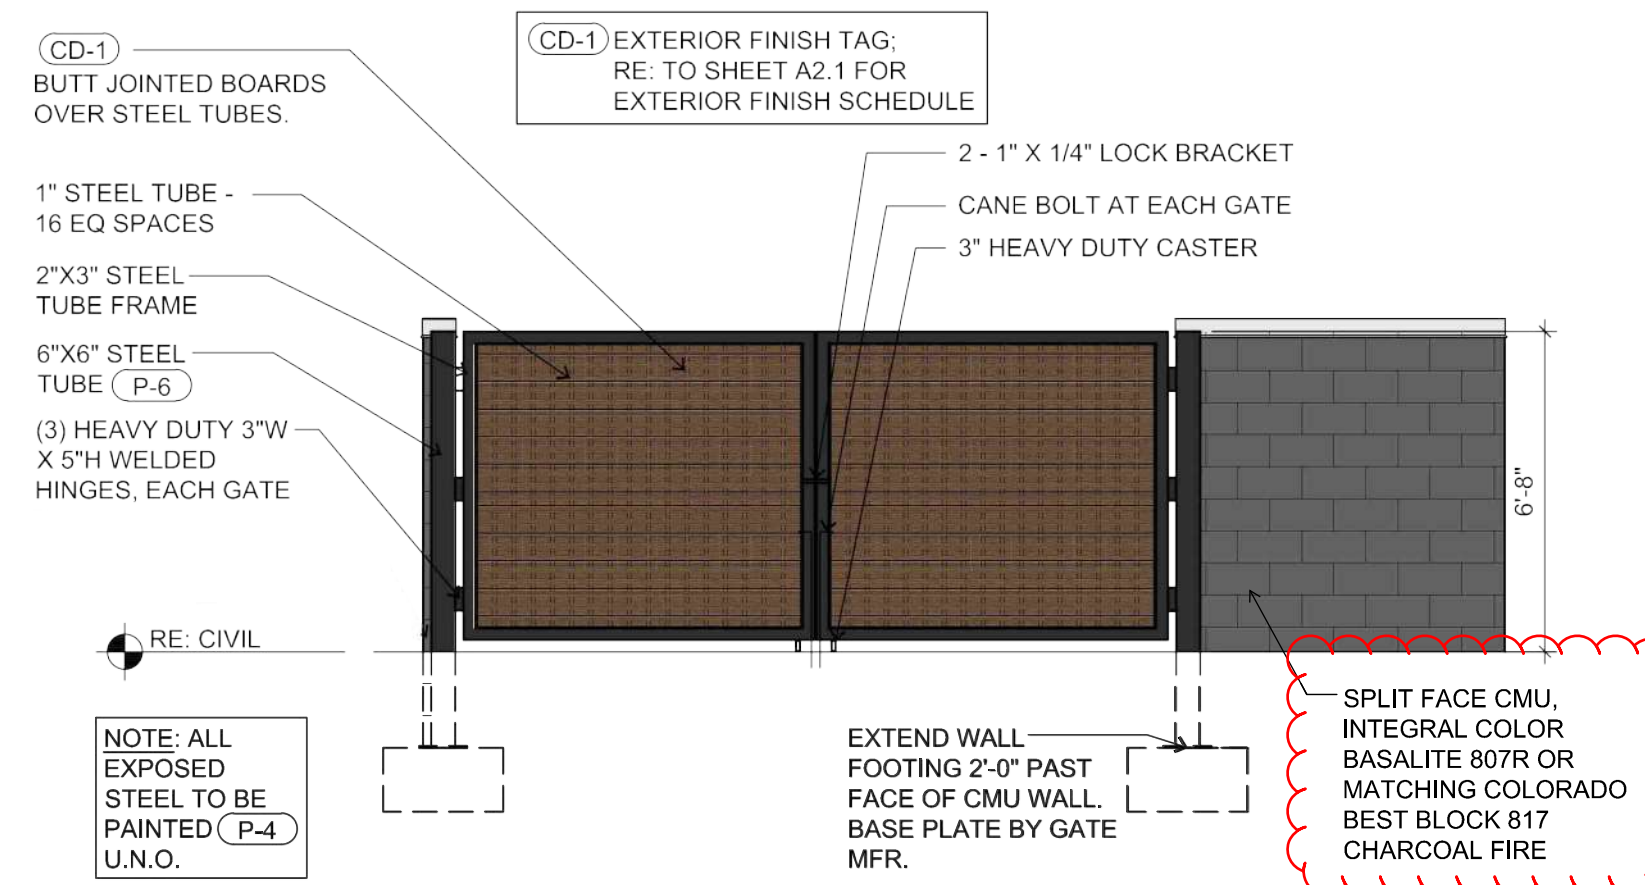 CD-1
BUTT JOINTED BOARDS
OVER STEEL TUBES.
CD-1 EXTERIOR FINISH TAG;
RE: TO SHEET A2.1 FOR
EXTERIOR FINISH SCHEDULE
1" STEEL TUBE -
16 EQ SPACES
2"X3" STEEL
TUBE FRAME
6"X6" STEEL
TUBE P-6
(3) HEAVY DUTY 3"W
X 5"H WELDED
HINGES, EACH GATE
2 - 1" X 1/4" LOCK BRACKET
CANE BOLT AT EACH GATE
3" HEAVY DUTY CASTER
6'-8"
RE: CIVIL
NOTE: ALL
EXPOSED
STEEL TO BE
PAINTED P-4
U.N.O.
EXTEND WALL
FOOTING 2'-0" PAST
FACE OF CMU WALL.
BASE PLATE BY GATE
MFR.
SPLIT FACE CMU,
INTEGRAL COLOR
BASALITE 807R OR
MATCHING COLORADO
BEST BLOCK 817
CHARCOAL FIRE